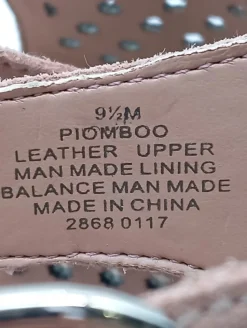 9½M
PIOMBOO
LEATHER UPPER
MAN MADE LINING
BALANCE MAN MADE
MADE IN CHINA
2868 0117